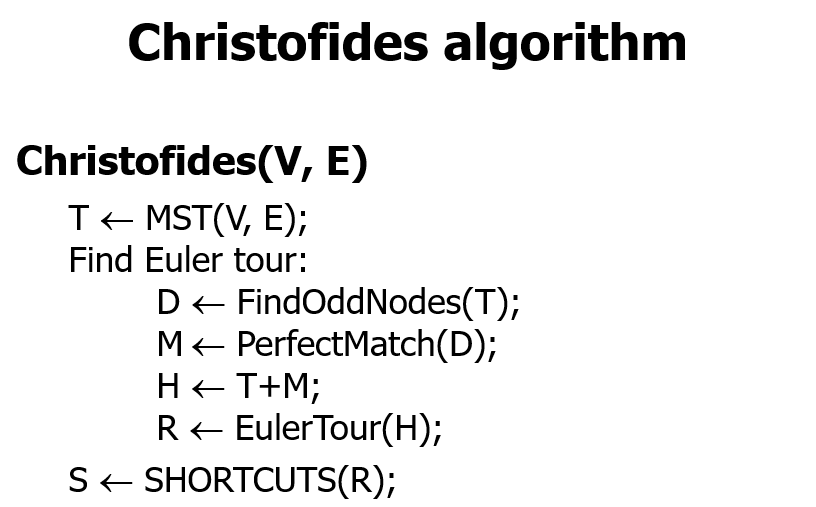 Christofides algorithm
Christofides(V, E)
T ← MST(V, E);
Find Euler tour:
D ← FindOddNodes(T);
M ← PerfectMatch(D);
H ← T+M;
R ← EulerTour(H);
S ← SHORTCUTS(R);